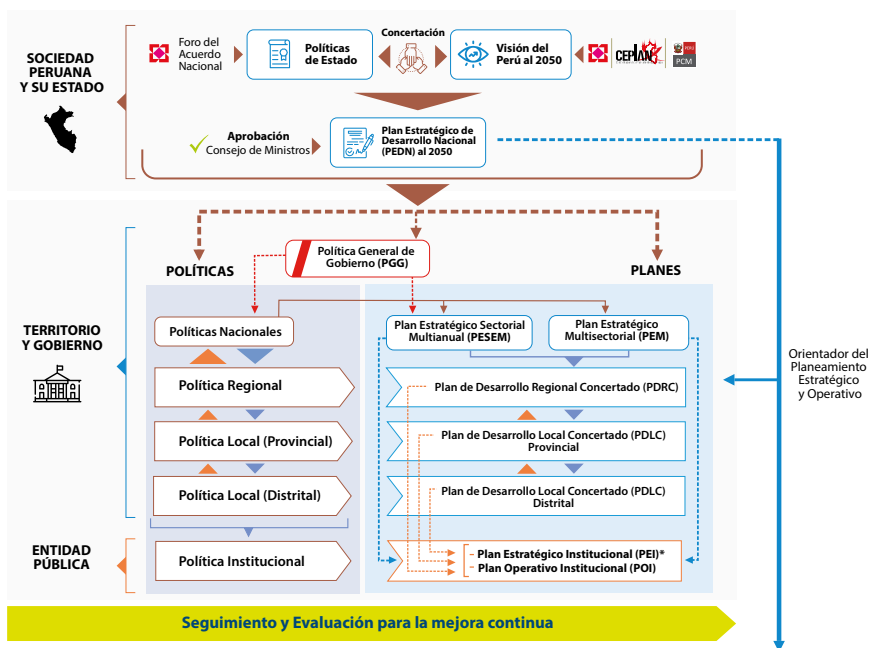 SOCIEDAD
PERUANA
Y SU ESTADO
Foro del
Acuerdo
Nacional
Políticas
de Estado
Concertación
Visión del
Perú al 2050
CEPLAN
PERÚ
PCM
Aprobación
Consejo de Ministros
Plan Estratégico de
Desarrollo Nacional
(PEDN) al 2050
TERRITORIO
Y GOBIERNO
POLÍTICAS
Política General de
Gobierno (PGG)
PLANES
Políticas Nacionales
Plan Estratégico Sectorial
Multianual (PESEM)
Plan Estratégico
Multisectorial (PEM)
Política Regional
Plan de Desarrollo Regional Concertado (PDRC)
Política Local (Provincial)
Plan de Desarrollo Local Concertado (PDLC)
Provincial
Política Local (Distrital)
Plan de Desarrollo Local Concertado (PDLC)
Distrital
Orientador del
Planeamiento
Estratégico
y Operativo
ENTIDAD
PÚBLICA
Política Institucional
- Plan Estratégico Institucional (PEI)*
- Plan Operativo Institucional (POI)
Seguimiento y Evaluación para la mejora continua